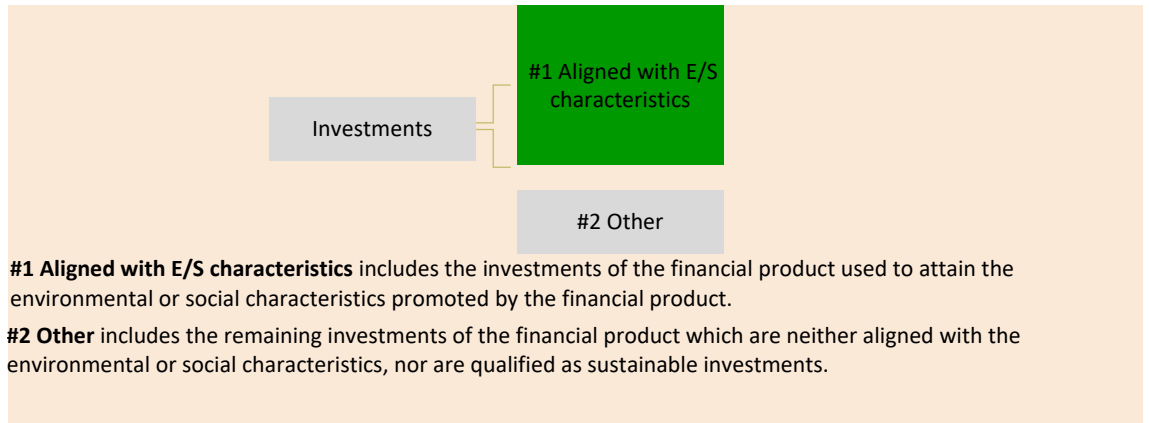 #1 Aligned with E/S
characteristics
Investments
#2 Other
#1 Aligned with E/S characteristics includes the investments of the financial product used to attain the
environmental or social characteristics promoted by the financial product.
#2 Other includes the remaining investments of the financial product which are neither aligned with the
environmental or social characteristics, nor are qualified as sustainable investments.